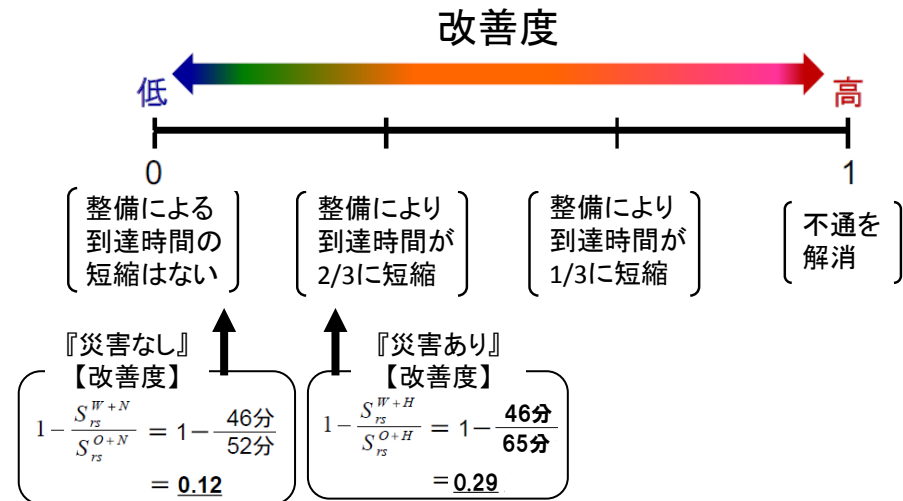 改善度
低
高
0
1
整備による
到達時間の
短縮はない
整備により
到達時間が
2/3に短縮
整備により
到達時間が
1/3に短縮
不通を
解消
『災害なし』
【改善度】
1 − S_rs^{W+N} / S_rs^{O+N} = 1 − 46分 / 52分
= 0.12
『災害あり』
【改善度】
1 − S_rs^{W+H} / S_rs^{O+H} = 1 − 46分 / 65分
= 0.29